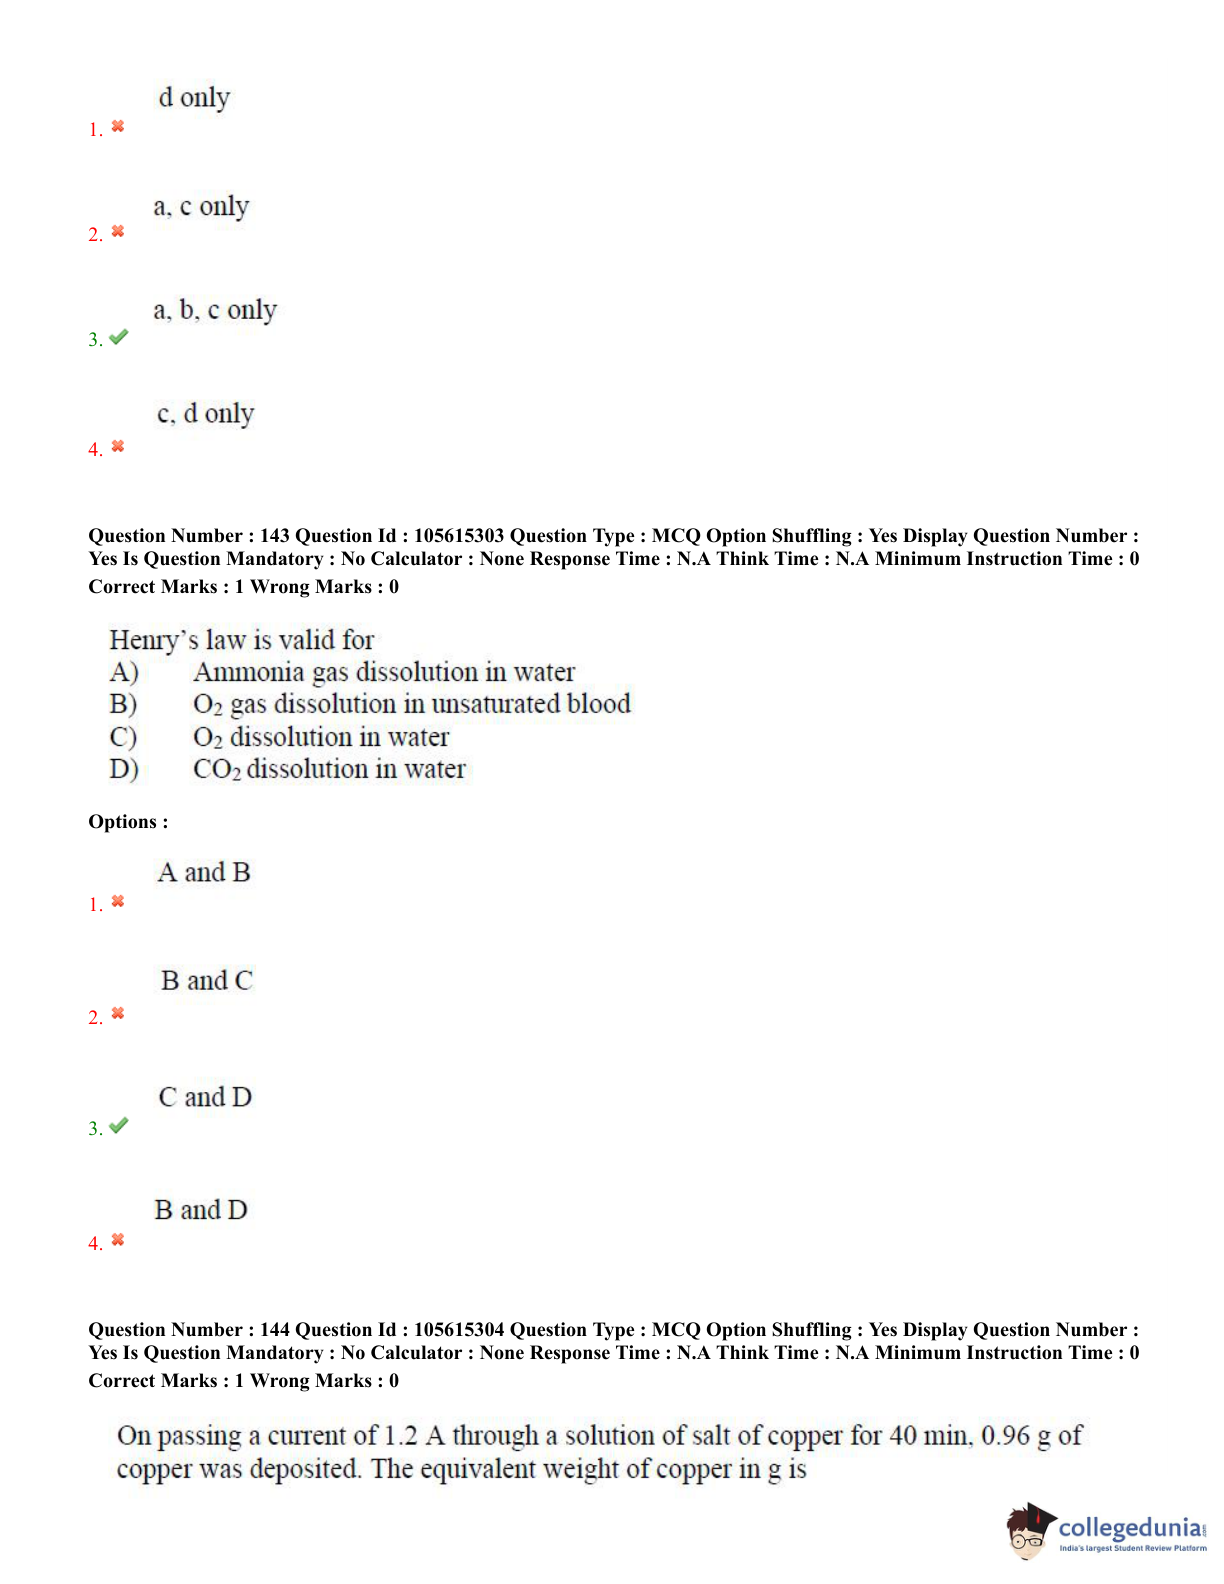 d only
1.
a, c only
2.
a, b, c only
3.
c, d only
4.
Question Number : 143 Question Id : 105615303 Question Type : MCQ Option Shuffling : Yes Display Question Number :
Yes Is Question Mandatory : No Calculator : None Response Time : N.A Think Time : N.A Minimum Instruction Time : 0
Correct Marks : 1 Wrong Marks : 0
Henry's law is valid for
A) Ammonia gas dissolution in water
B) O2 gas dissolution in unsaturated blood
C) O2 dissolution in water
D) CO2 dissolution in water
Options :
A and B
1.
B and C
2.
C and D
3.
B and D
4.
Question Number : 144 Question Id : 105615304 Question Type : MCQ Option Shuffling : Yes Display Question Number :
Yes Is Question Mandatory : No Calculator : None Response Time : N.A Think Time : N.A Minimum Instruction Time : 0
Correct Marks : 1 Wrong Marks : 0
On passing a current of 1.2 A through a solution of salt of copper for 40 min, 0.96 g of
copper was deposited. The equivalent weight of copper in g is
collegedunia.com
India's largest Student Review Platform